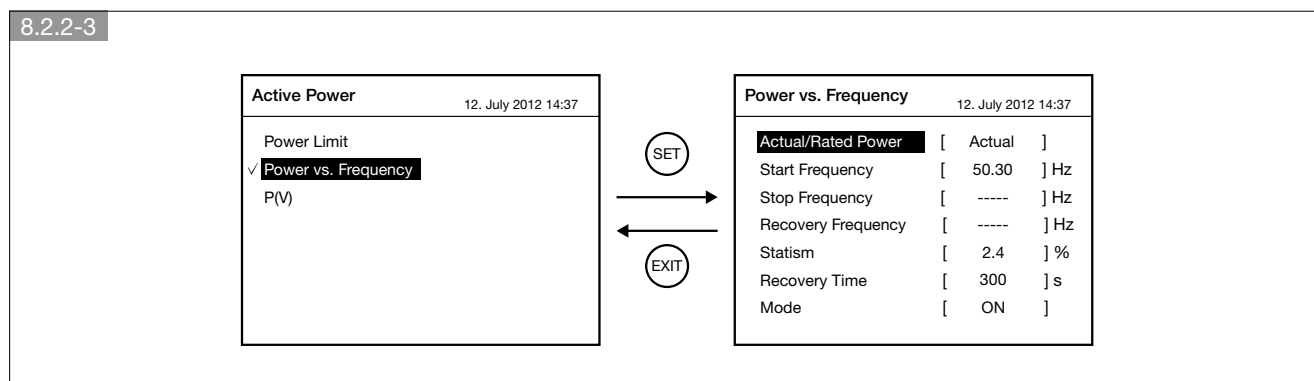 8.2.2-3
Active Power
12. July 2012 14:37
Power Limit
√ Power vs. Frequency
P(V)
SET
EXIT
Power vs. Frequency
12. July 2012 14:37
Actual/Rated Power [ Actual ]
Start Frequency [ 50.30 ] Hz
Stop Frequency [ ----- ] Hz
Recovery Frequency [ ----- ] Hz
Statism [ 2.4 ] %
Recovery Time [ 300 ] s
Mode [ ON ]